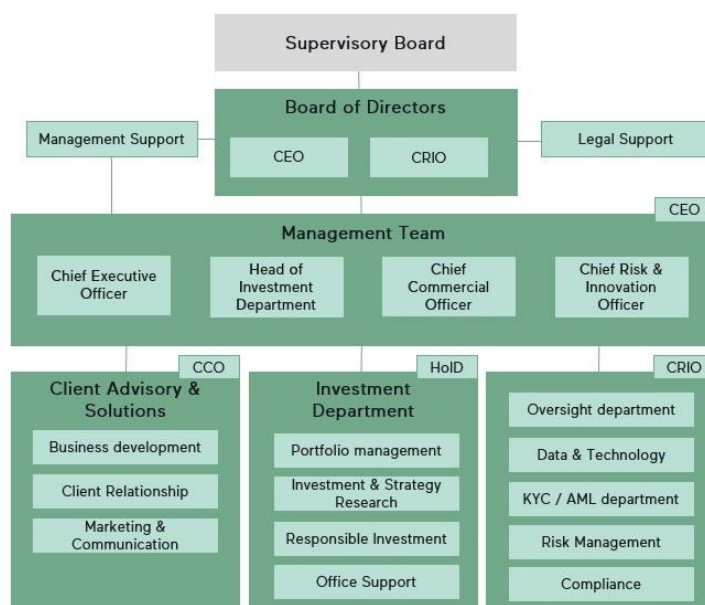 Supervisory Board
Board of Directors
Management Support
CEO
CRIO
Legal Support
CEO
Management Team
Chief Executive
Officer
Head of
Investment
Department
Chief
Commercial
Officer
Chief Risk &
Innovation
Officer
CCO
Client Advisory &
Solutions
Business development
Client Relationship
Marketing &
Communication
HoID
Investment
Department
Portfolio management
Investment & Strategy
Research
Responsible Investment
Office Support
CRIO
Oversight department
Data & Technology
KYC / AML department
Risk Management
Compliance